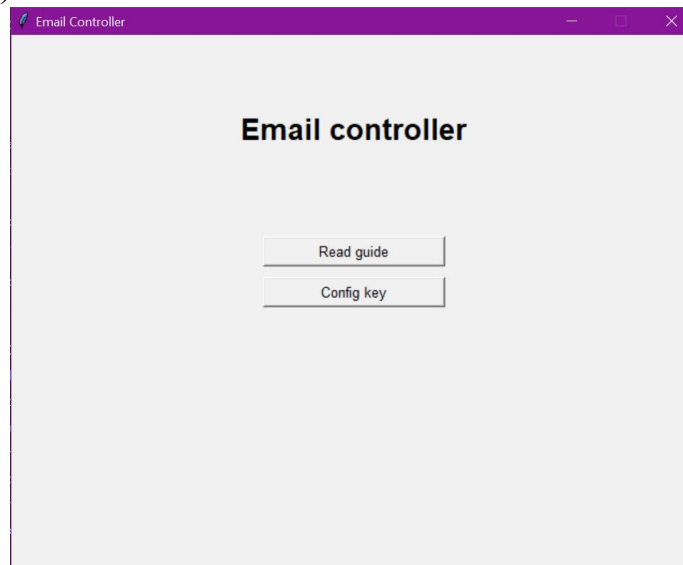 Email Controller
Email controller
Read guide
Config key